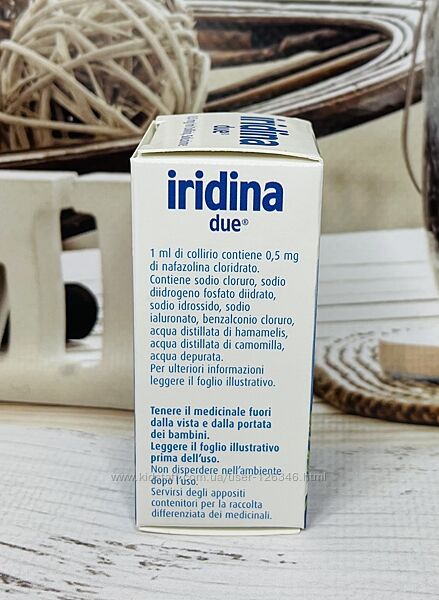 iridina
due
iridina
due®
1 ml di collirio contiene 0,5 mg
di nafazolina cloridrato.
Contiene sodio cloruro, sodio
diidrogeno fosfato diidrato,
sodio idrossido, sodio
ialuronato, benzalconio cloruro,
acqua distillata di hamamelis,
acqua distillata di camomilla,
acqua depurata.
Per ulteriori informazioni
leggere il foglio illustrativo.
Tenere il medicinale fuori
dalla vista e dalla portata
dei bambini.
Leggere il foglio illustrativo
prima dell'uso.
Non disperdere nell'ambiente
dopo l'uso.
Servirsi degli appositi
contenitori per la raccolta
differenziata dei medicinali.